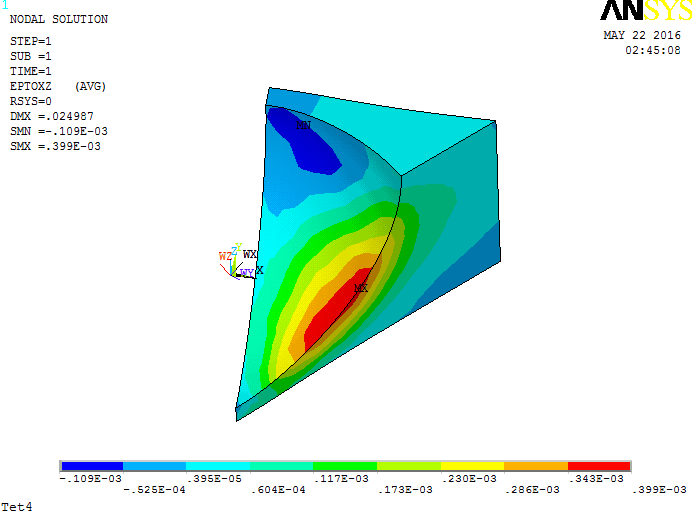 1
NODAL SOLUTION
STEP=1
SUB =1
TIME=1
EPTOXZ (AVG)
RSYS=0
DMX =.024987
SMN =-.109E-03
SMX =.399E-03
ANSYS
MAY 22 2016
02:45:08
MN
MX
Y
Z
WZ
WX
X
WY
-.109E-03 .395E-05 .117E-03 .230E-03 .343E-03
-.525E-04 .604E-04 .173E-03 .286E-03 .399E-03
Tet4